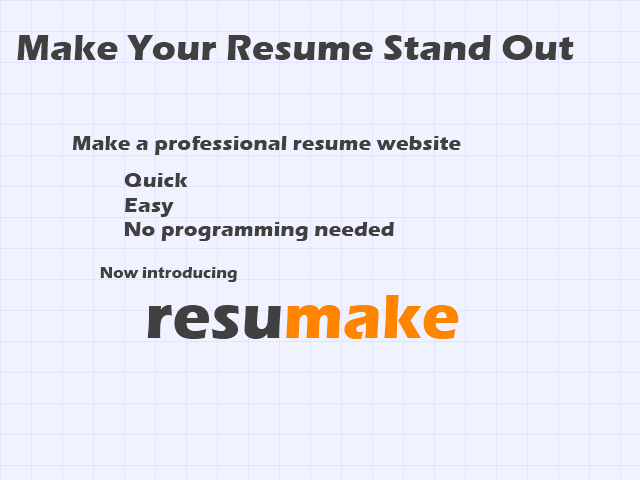 Make Your Resume Stand Out
Make a professional resume website
Quick
Easy
No programming needed
Now introducing
resumake